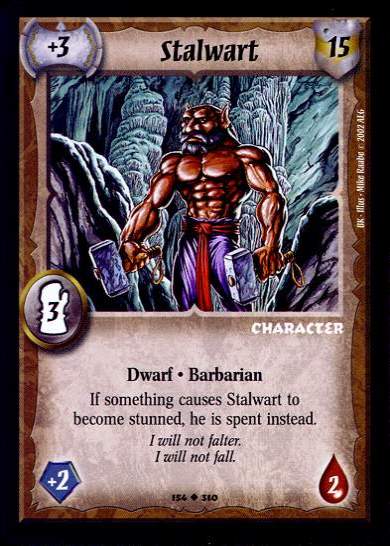 +3
Stalwart
15
UK • Illus • Mike Raabe © 2002 AEG
3
CHARACTER
Dwarf • Barbarian
If something causes Stalwart to
become stunned, he is spent instead.
I will not falter.
I will not fall.
+2
154 ◆ 310
2